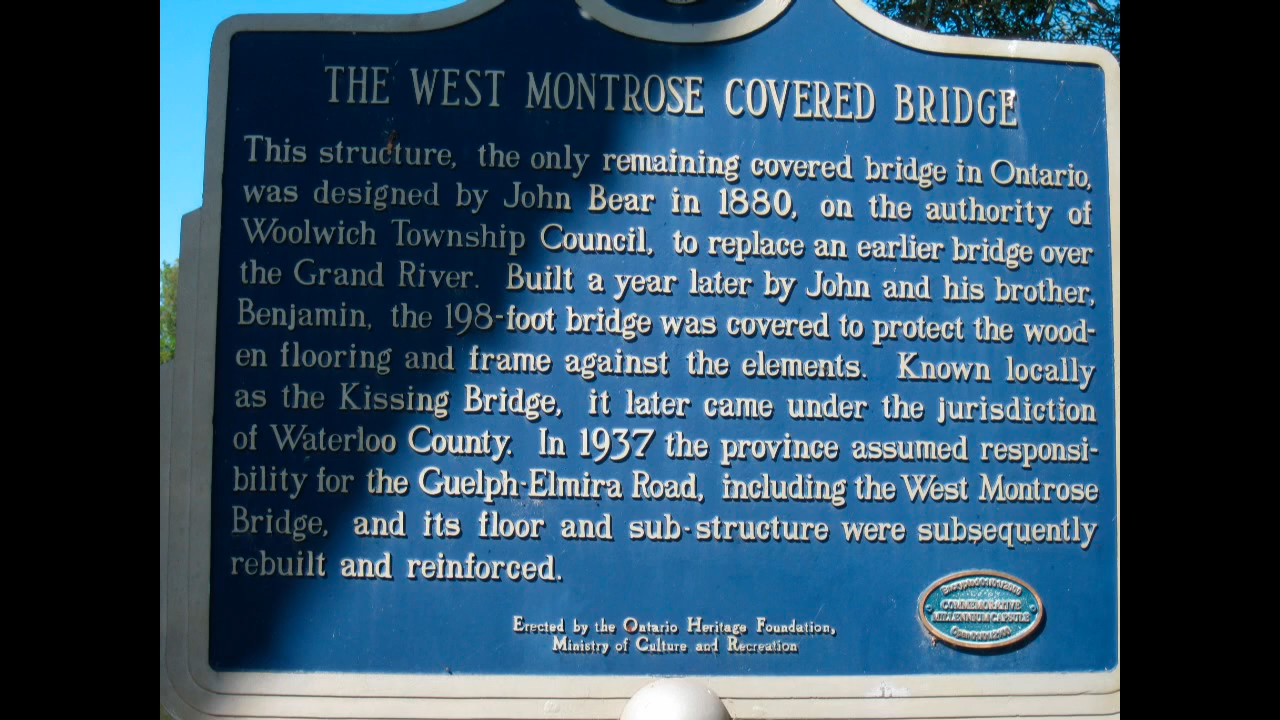 THE WEST MONTROSE COVERED BRIDGE
This structure, the only remaining covered bridge in Ontario,
was designed by John Bear in 1880, on the authority of
Woolwich Township Council, to replace an earlier bridge over
the Grand River. Built a year later by John and his brother,
Benjamin, the 198-foot bridge was covered to protect the wood-
en flooring and frame against the elements. Known locally
as the Kissing Bridge, it later came under the jurisdiction
of Waterloo County. In 1937 the province assumed responsi-
bility for the Guelph-Elmira Road, including the West Montrose
Bridge, and its floor and sub-structure were subsequently
rebuilt and reinforced.
Erected by the Ontario Heritage Foundation,
Ministry of Culture and Recreation
COMMEMORATIVE
MILLENNIUM CAPSULE